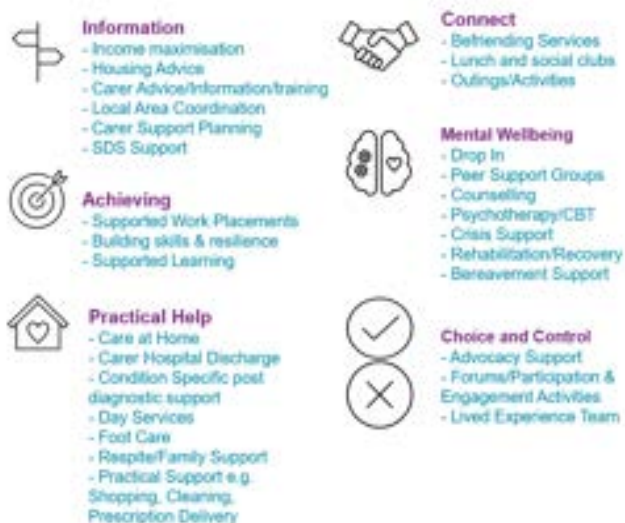 Information
- Income maximisation
- Housing Advice
- Carer Advice/Information/training
- Local Area Coordination
- Carer Support Planning
- SDS Support
Achieving
- Supported Work Placements
- Building skills & resilience
- Supported Learning
Practical Help
- Care at Home
- Carer Hospital Discharge
- Condition Specific post
diagnostic support
- Day Services
- Foot Care
- Respite/Family Support
- Practical Support e.g.
Shopping, Cleaning,
Prescription Delivery
Connect
- Befriending Services
- Lunch and social clubs
- Outings/Activities
Mental Wellbeing
- Drop In
- Peer Support Groups
- Counselling
- Psychotherapy/CBT
- Crisis Support
- Rehabilitation/Recovery
- Bereavement Support
Choice and Control
- Advocacy Support
- Forums/Participation &
Engagement Activities
- Lived Experience Team